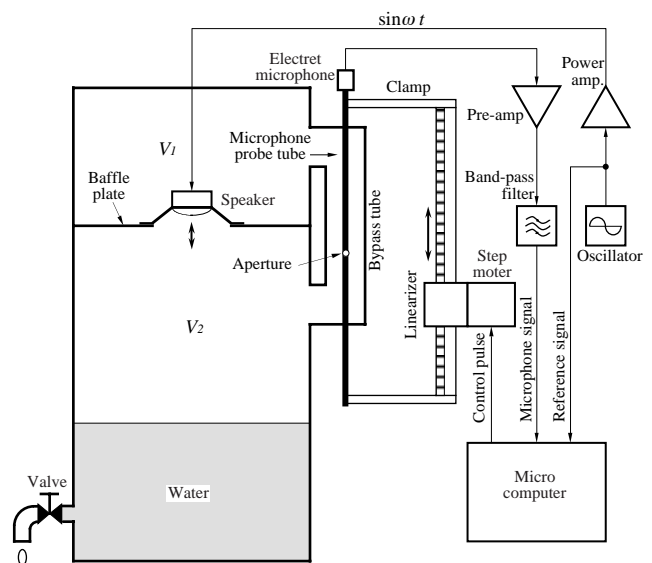 sinω t
Electret
microphone
Clamp
Power
amp.
Pre-amp
V1
Microphone
probe tube
Baffle
plate
Speaker
Band-pass
filter
Bypass tube
Aperture
Oscillator
Step
moter
Linearizer
V2
Control pulse
Microphone signal
Reference signal
Valve
Water
Micro
computer